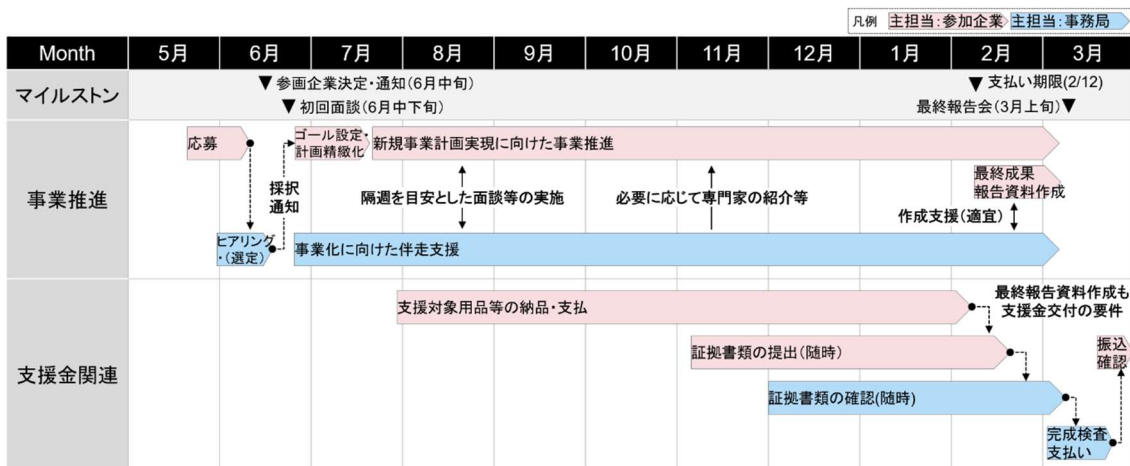 凡例
主担当：参加企業
主担当：事務局
Month
5月
6月
7月
8月
9月
10月
11月
12月
1月
2月
3月
マイルストン
▼参画企業決定・通知(6月中旬)
▼初回面談(6月中下旬)
▼支払い期限(2/12)
最終報告会(3月上旬)▼
事業推進
応募
ゴール設定・
計画精緻化
新規事業計画実現に向けた事業推進
採択
通知
隔週を目安とした面談等の実施
必要に応じて専門家の紹介等
最終成果
報告資料作成
作成支援(適宜)
ヒアリング
・(選定)
事業化に向けた伴走支援
支援金関連
支援対象用品等の納品・支払
最終報告資料作成も
支援金交付の要件
証拠書類の提出(随時)
振込
確認
証拠書類の確認(随時)
完成検査
支払い